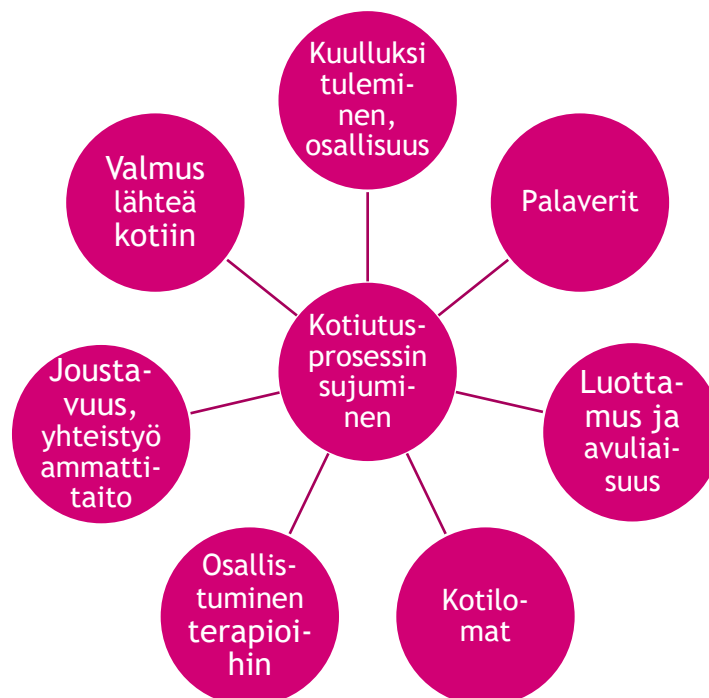 Kuulluksi
tulemi-
nen,
osallisuus
Palaverit
Luotta-
mus ja
avuliai-
suus
Kotilo-
mat
Osallis-
tuminen
terapioi-
hin
Jousta-
vuus,
yhteistyö
ammatti-
taito
Valmus
lähteä
kotiin
Kotiutus-
prosessin
sujumi-
nen